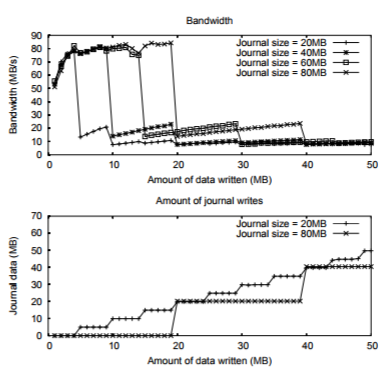 Bandwidth
Bandwidth (MB/s)
90
80
70
60
50
40
30
20
10
0
Journal size = 20MB
Journal size = 40MB
Journal size = 60MB
Journal size = 80MB
0 10 20 30 40 50
Amount of data written (MB)
Amount of journal writes
Journal data (MB)
70
60
50
40
30
20
10
0
Journal size = 20MB
Journal size = 80MB
0 10 20 30 40 50
Amount of data written (MB)